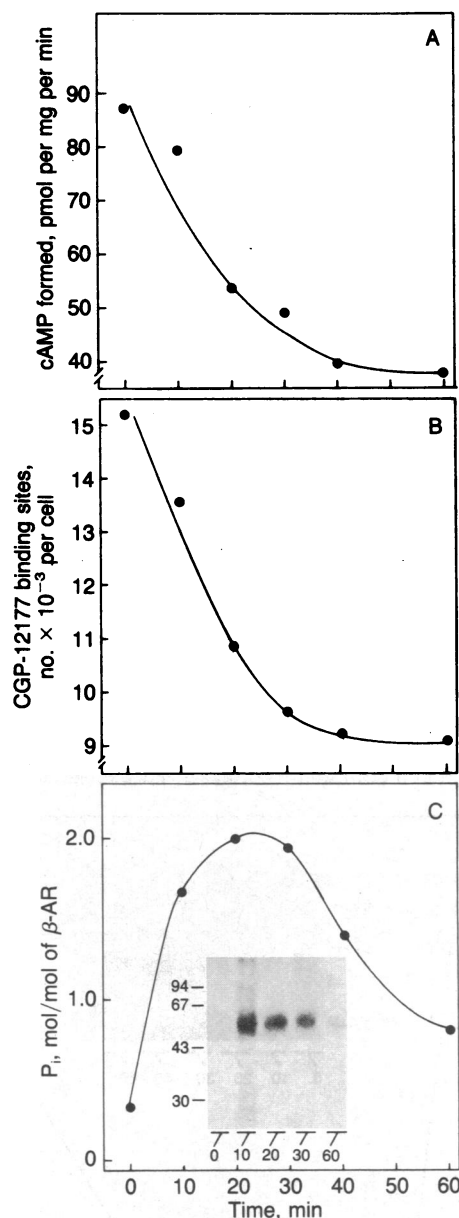 A
cAMP formed, pmol per mg per min
90
80
70
60
50
40
B
CGP-12177 binding sites,
no. × 10⁻³ per cell
15
14
13
12
11
10
9
C
Pᵢ, mol/mol of β-AR
2.0
1.0
0
94
67
43
30
0 10 20 30 60
0 10 20 30 40 50 60
Time, min